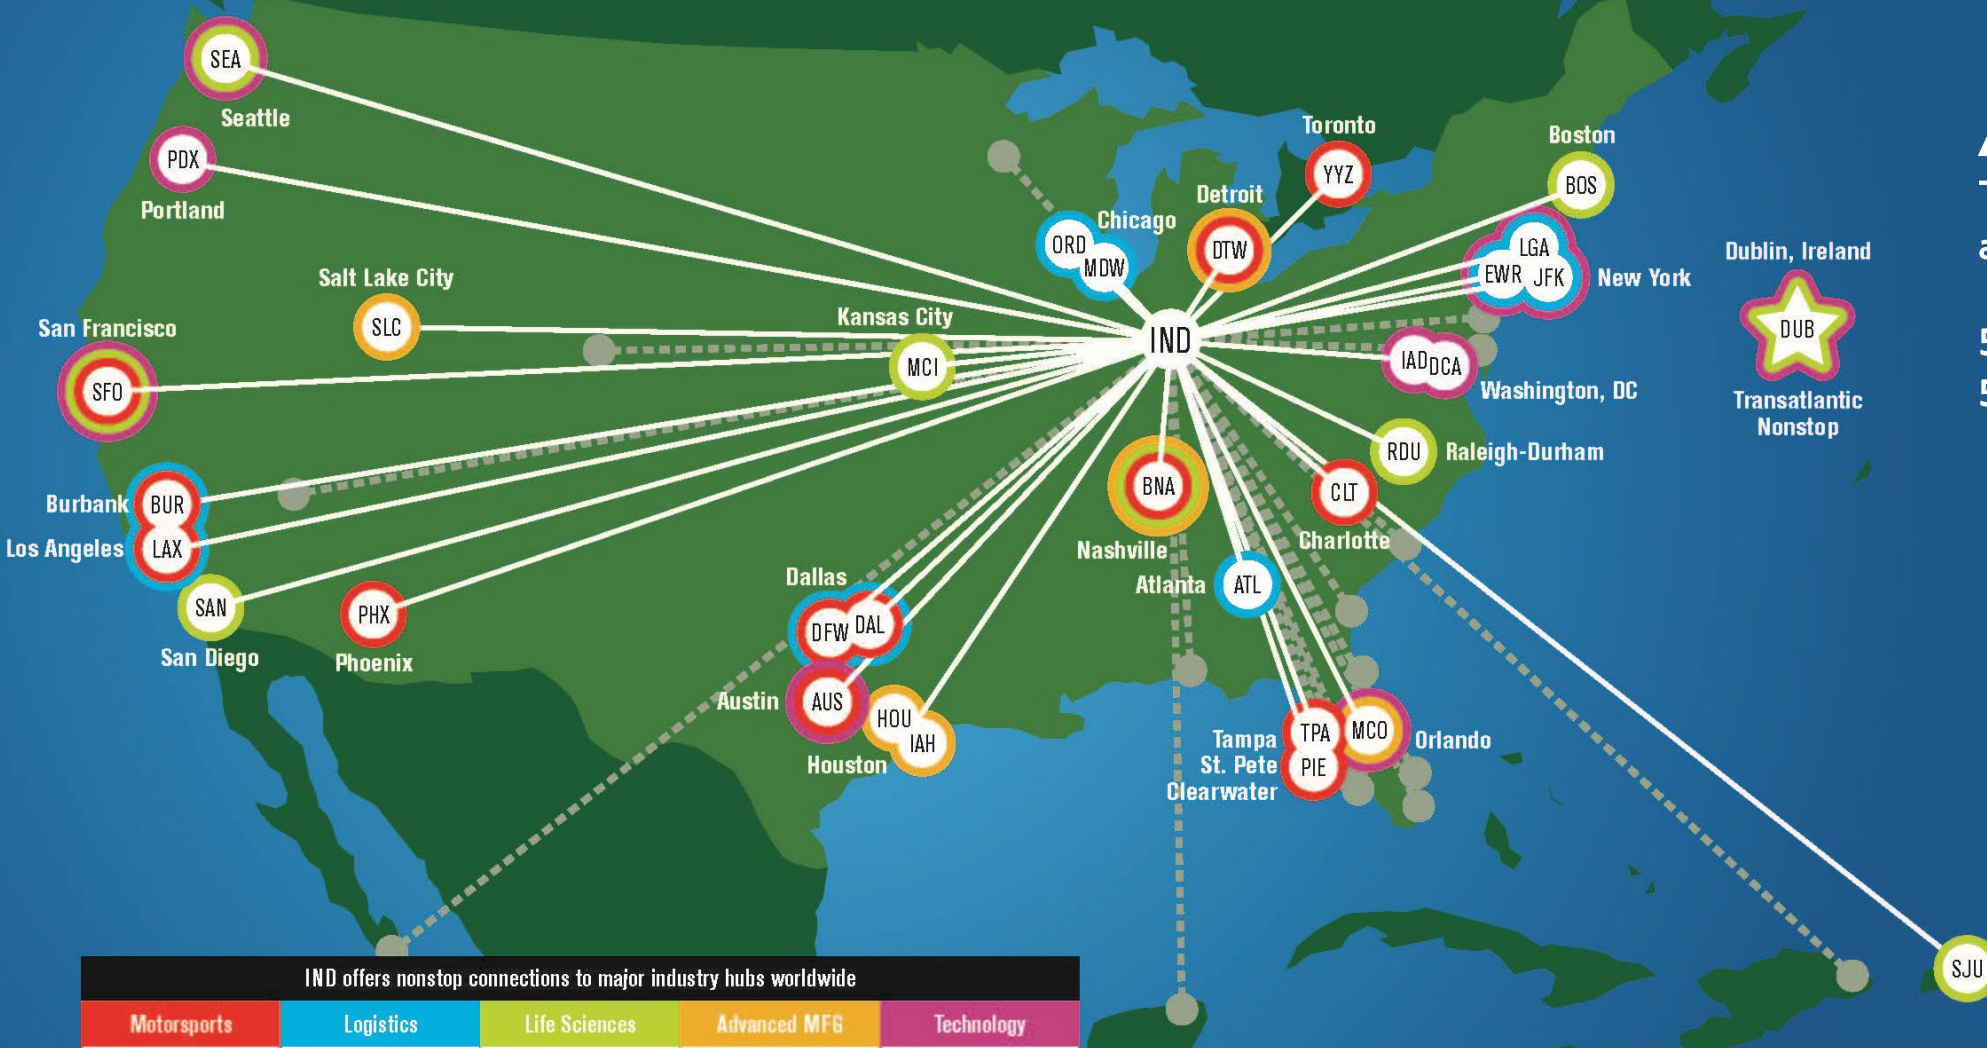 SEA
Seattle
PDX
Portland
Salt Lake City
SLC
San Francisco
SFO
Kansas City
MCI
Burbank
BUR
Los Angeles
LAX
SAN
San Diego
PHX
Phoenix
Dallas
DFW
DAL
Austin
AUS
HOU
IAH
Houston
Chicago
ORD
MDW
Detroit
DTW
Toronto
YYZ
IND
Boston
BOS
LGA
EWR
JFK
New York
IAD
DCA
Washington, DC
RDU
Raleigh-Durham
CLT
Charlotte
BNA
Nashville
Atlanta
ATL
Tampa
TPA
St. Pete
PIE
Clearwater
MCO
Orlando
SJU
Dublin, Ireland
DUB
Transatlantic
Nonstop
IND offers nonstop connections to major industry hubs worldwide
Motorsports
Logistics
Life Sciences
Advanced MFG
Technology